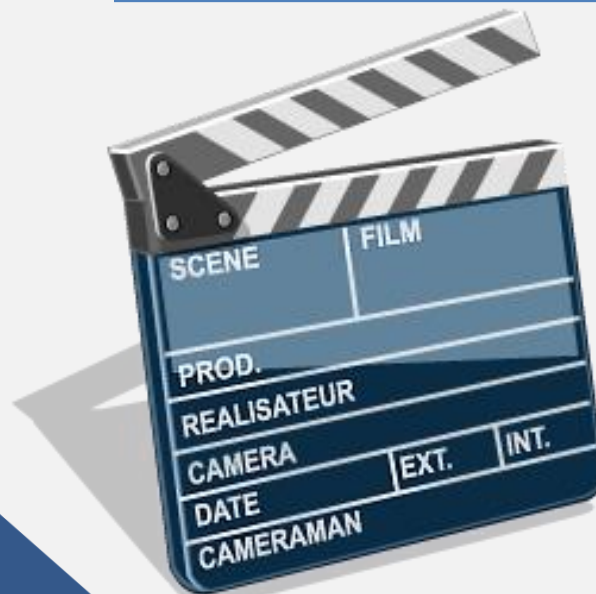 SCENE FILM
PROD.
REALISATEUR
CAMERA
DATE EXT. INT.
CAMERAMAN